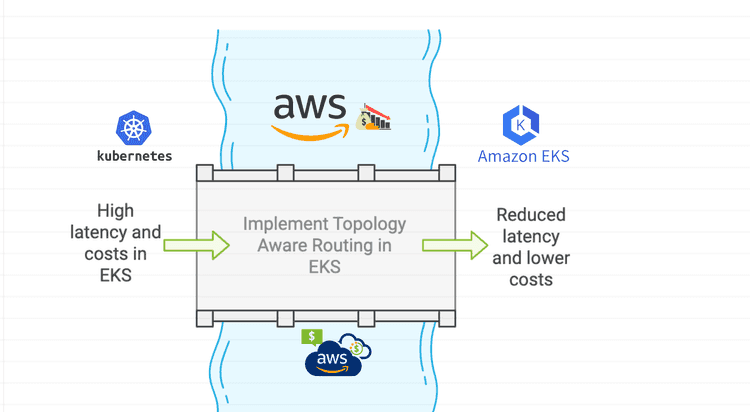 aws
$
kubernetes
K
Amazon EKS
High
latency and
costs in
EKS
Implement Topology
Aware Routing in
EKS
Reduced
latency
and lower
costs
$
$
aws